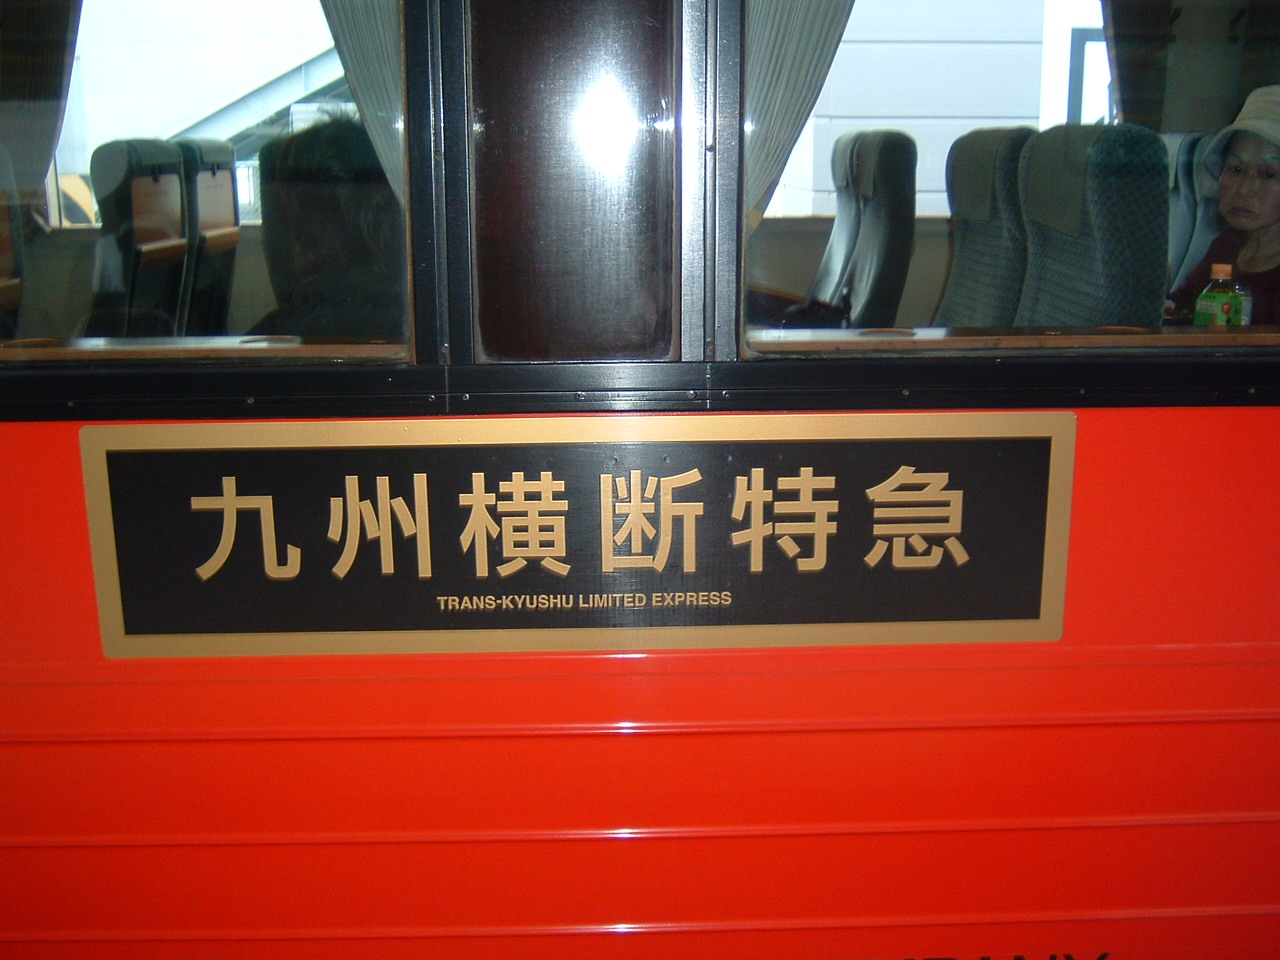 九州横断特急
TRANS-KYUSHU LIMITED EXPRESS